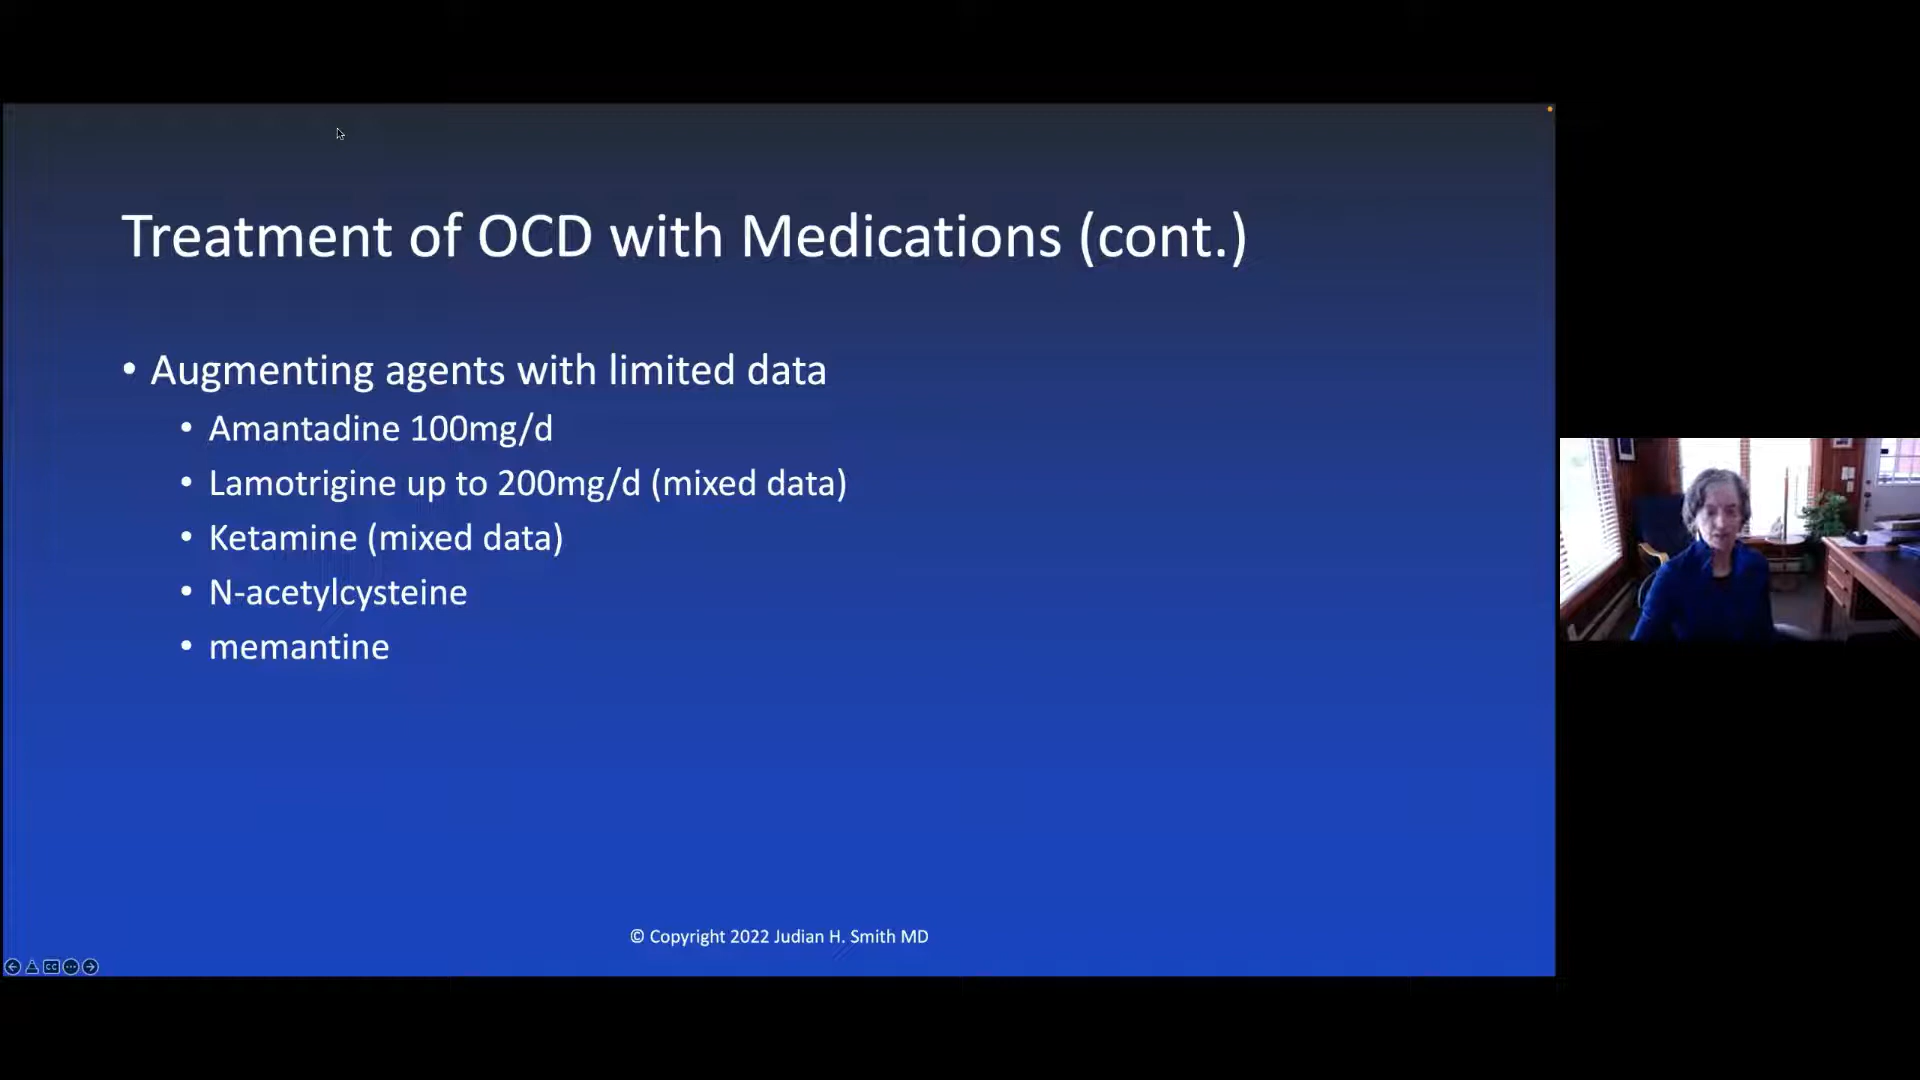 Treatment of OCD with Medications (cont.)
• Augmenting agents with limited data
• Amantadine 100mg/d
• Lamotrigine up to 200mg/d (mixed data)
• Ketamine (mixed data)
• N-acetylcysteine
• memantine
© Copyright 2022 Judian H. Smith MD
CC